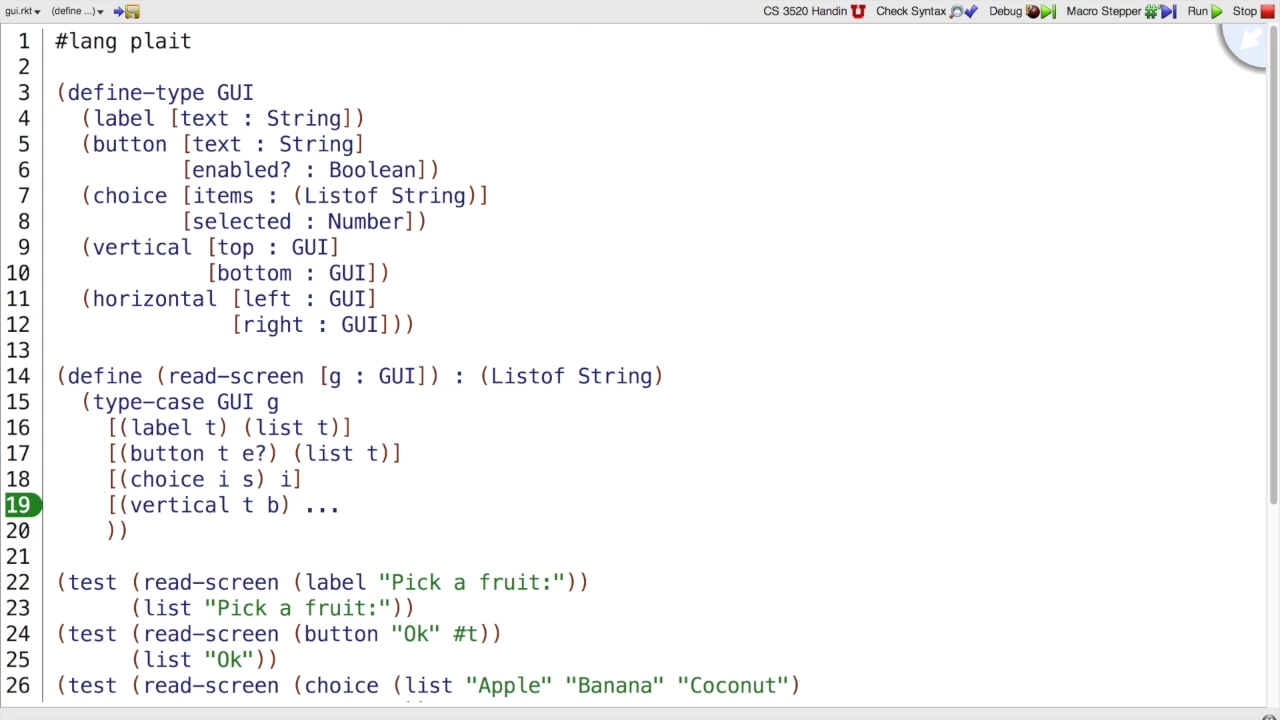 gui.rkt▾ (define ...)▾ CS 3520 Handin Check Syntax Debug Macro Stepper Run Stop
1 #lang plait
2
3 (define-type GUI
4 (label [text : String])
5 (button [text : String]
6 [enabled? : Boolean])
7 (choice [items : (Listof String)]
8 [selected : Number])
9 (vertical [top : GUI]
10 [bottom : GUI])
11 (horizontal [left : GUI]
12 [right : GUI]))
13
14 (define (read-screen [g : GUI]) : (Listof String)
15 (type-case GUI g
16 [(label t) (list t)]
17 [(button t e?) (list t)]
18 [(choice i s) i]
19 [(vertical t b) ...
20 ))
21
22 (test (read-screen (label "Pick a fruit:"))
23 (list "Pick a fruit:"))
24 (test (read-screen (button "Ok" #t))
25 (list "Ok"))
26 (test (read-screen (choice (list "Apple" "Banana" "Coconut")